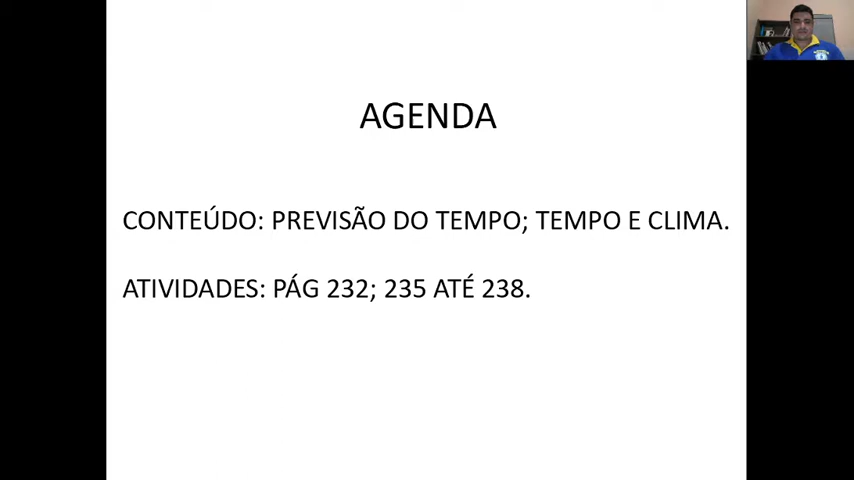 AGENDA
CONTEÚDO: PREVISÃO DO TEMPO; TEMPO E CLIMA.
ATIVIDADES: PÁG 232; 235 ATÉ 238.